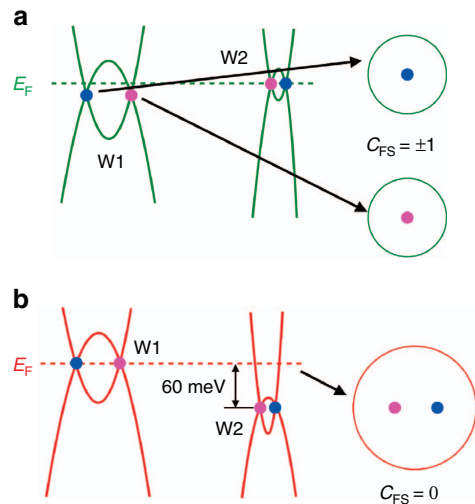 a
W2
E_F
W1
C_FS = ±1
b
W1
E_F
60 meV
W2
C_FS = 0